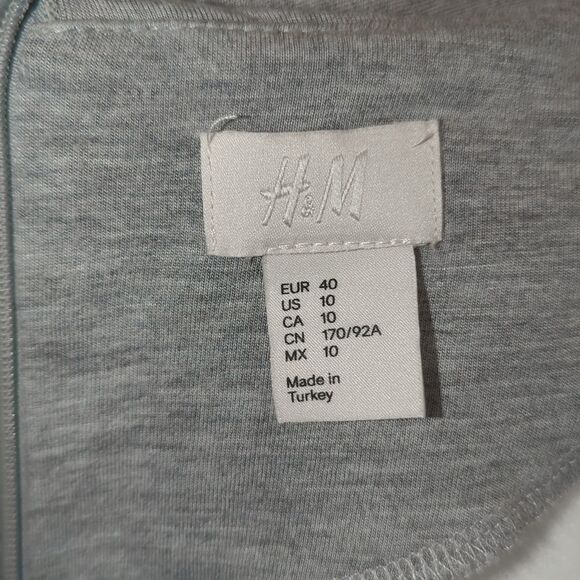 H&M
EUR 40
US 10
CA 10
CN 170/92A
MX 10
Made in
Turkey